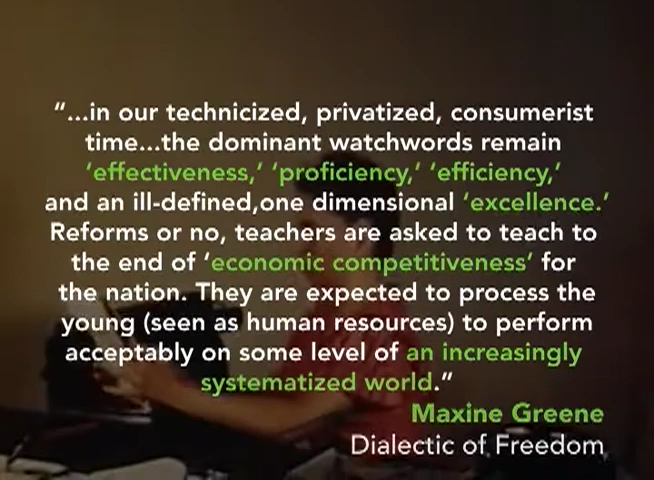 “...in our technicized, privatized, consumerist
time...the dominant watchwords remain
‘effectiveness,’ ‘proficiency,’ ‘efficiency,’
and an ill-defined,one dimensional ‘excellence.’
Reforms or no, teachers are asked to teach to
the end of ‘economic competitiveness’ for
the nation. They are expected to process the
young (seen as human resources) to perform
acceptably on some level of an increasingly
systematized world.”
Maxine Greene
Dialectic of Freedom